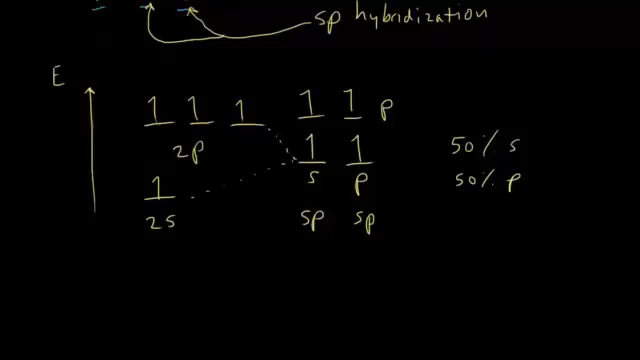 sp hybridization
E
1 1 1 1 1 p
2p 1 1 50% s
1 s p 50% p
2s sp sp